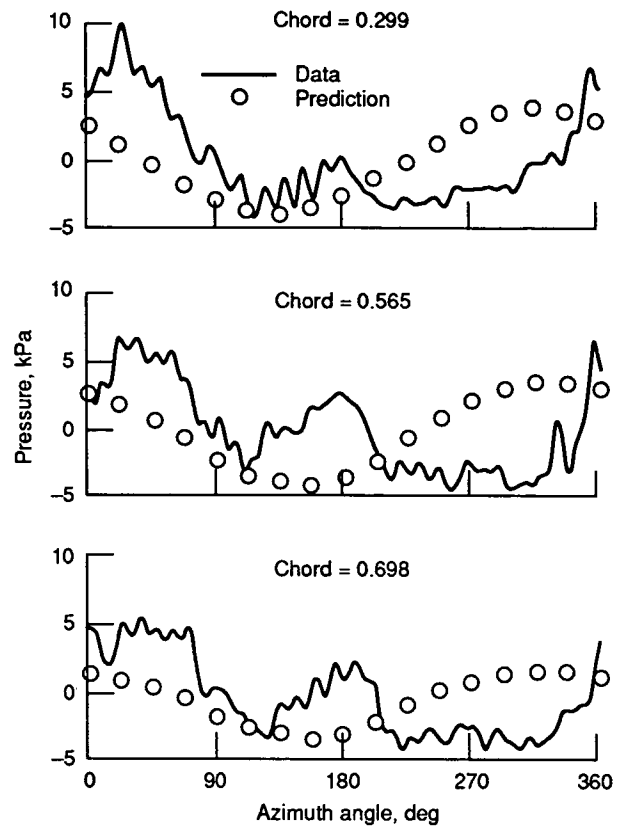 10
Chord = 0.299
Data
Prediction
5
0
–5
10
Chord = 0.565
5
0
–5
Pressure, kPa
10
Chord = 0.698
5
0
–5
0 90 180 270 360
Azimuth angle, deg